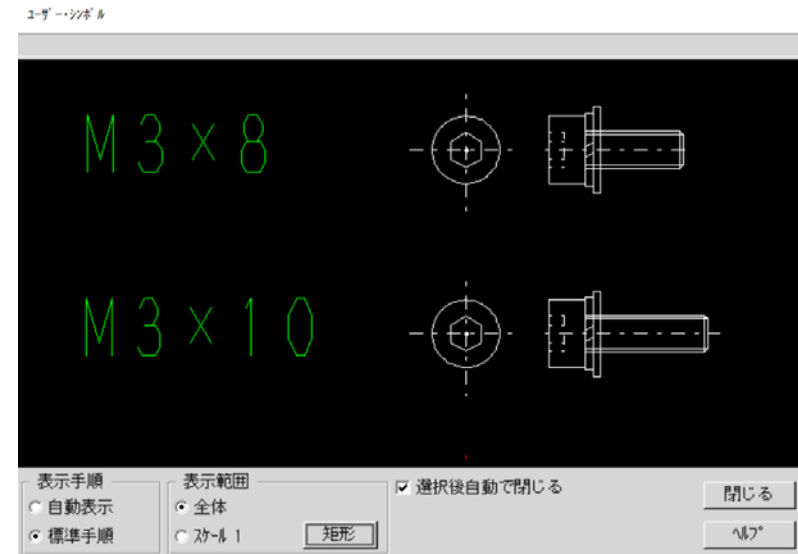 ユーザー・シンボル
M3×8
M3×10
表示手順
自動表示
標準手順
表示範囲
全体
スケール 1
矩形
選択後自動で閉じる
閉じる
ヘルプ